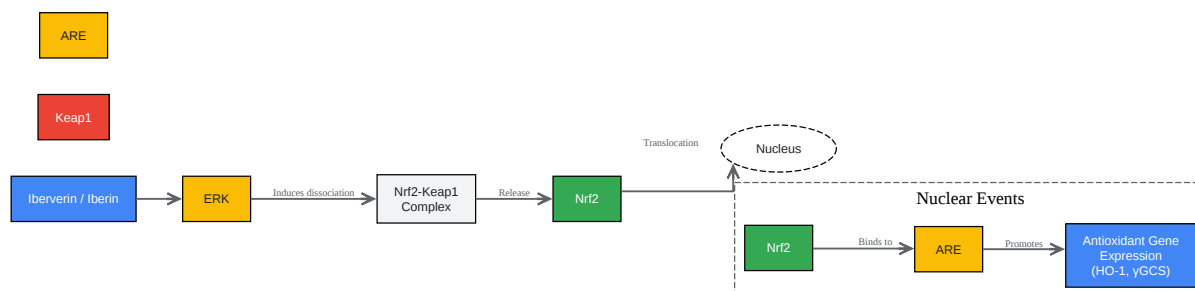 ARE
Keap1
Iberverin / Iberin
ERK
Induces dissociation
Nrf2-Keap1
Complex
Release
Nrf2
Translocation
Nucleus
Nuclear Events
Nrf2
Binds to
ARE
Promotes
Antioxidant Gene
Expression
(HO-1, γGCS)